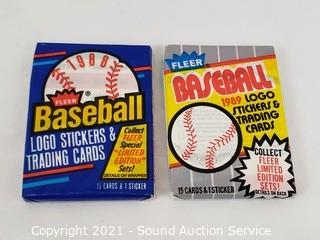 1988
FLEER
Baseball
LOGO STICKERS &
TRADING CARDS
Collect
FLEER
Special
"LIMITED
EDITION"
Sets!
DETAILS ON WRAPPER
15 CARDS & 1 STICKER
FLEER
BASEBALL
1989 LOGO
STICKERS &
TRADING
CARDS
COLLECT
FLEER
LIMITED
EDITION
SETS!
DETAILS ON BACK
15 CARDS & 1 STICKER
Copyright 2021 - Sound Auction Service